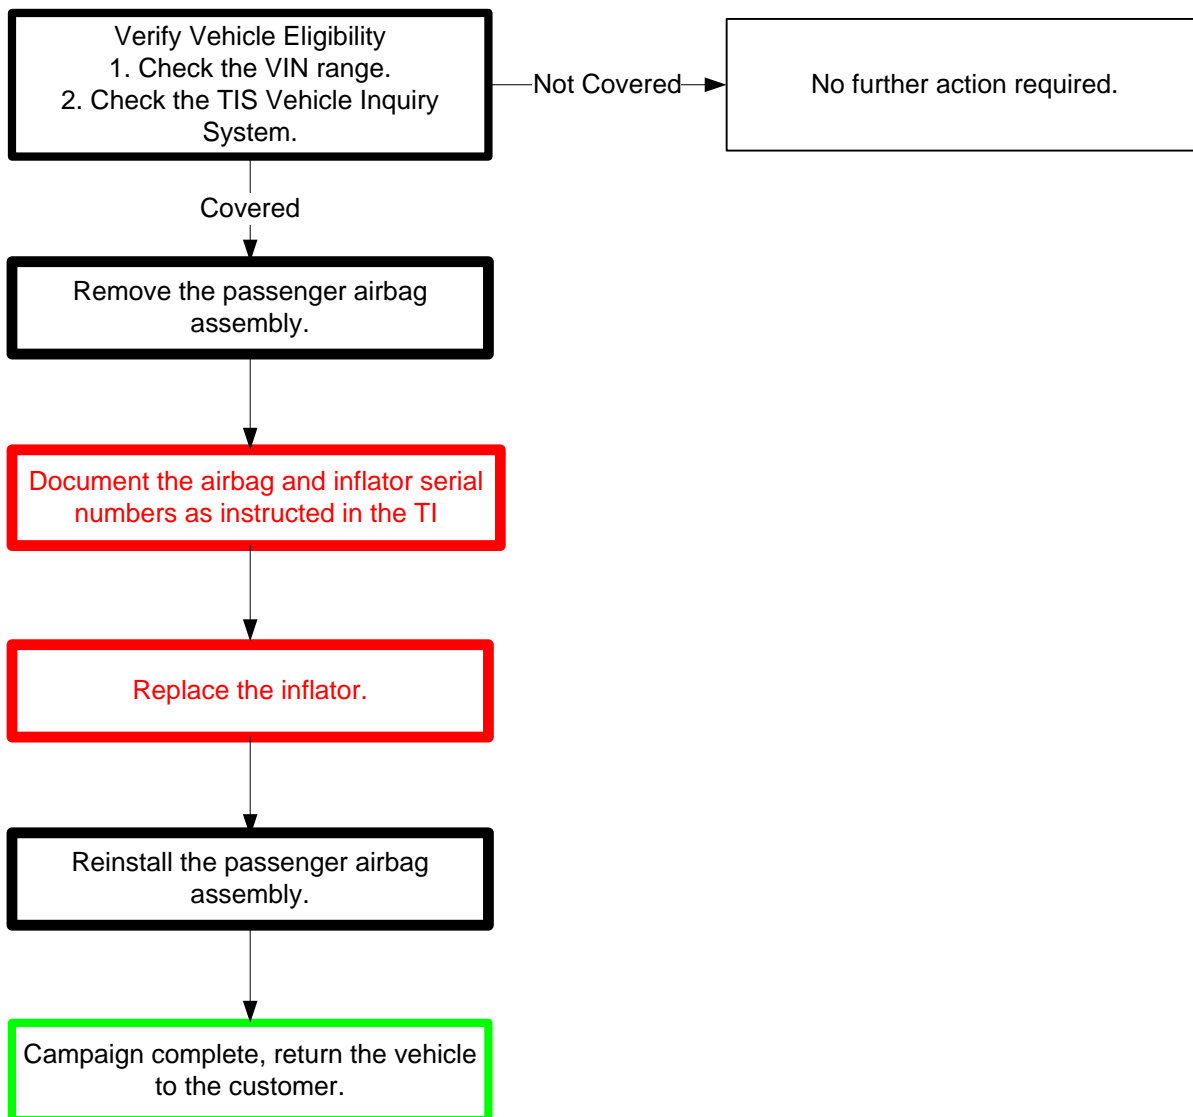 Verify Vehicle Eligibility
1. Check the VIN range.
2. Check the TIS Vehicle Inquiry
System.
Not Covered
No further action required.
Covered
Remove the passenger airbag
assembly.
Document the airbag and inflator serial
numbers as instructed in the TI
Replace the inflator.
Reinstall the passenger airbag
assembly.
Campaign complete, return the vehicle
to the customer.